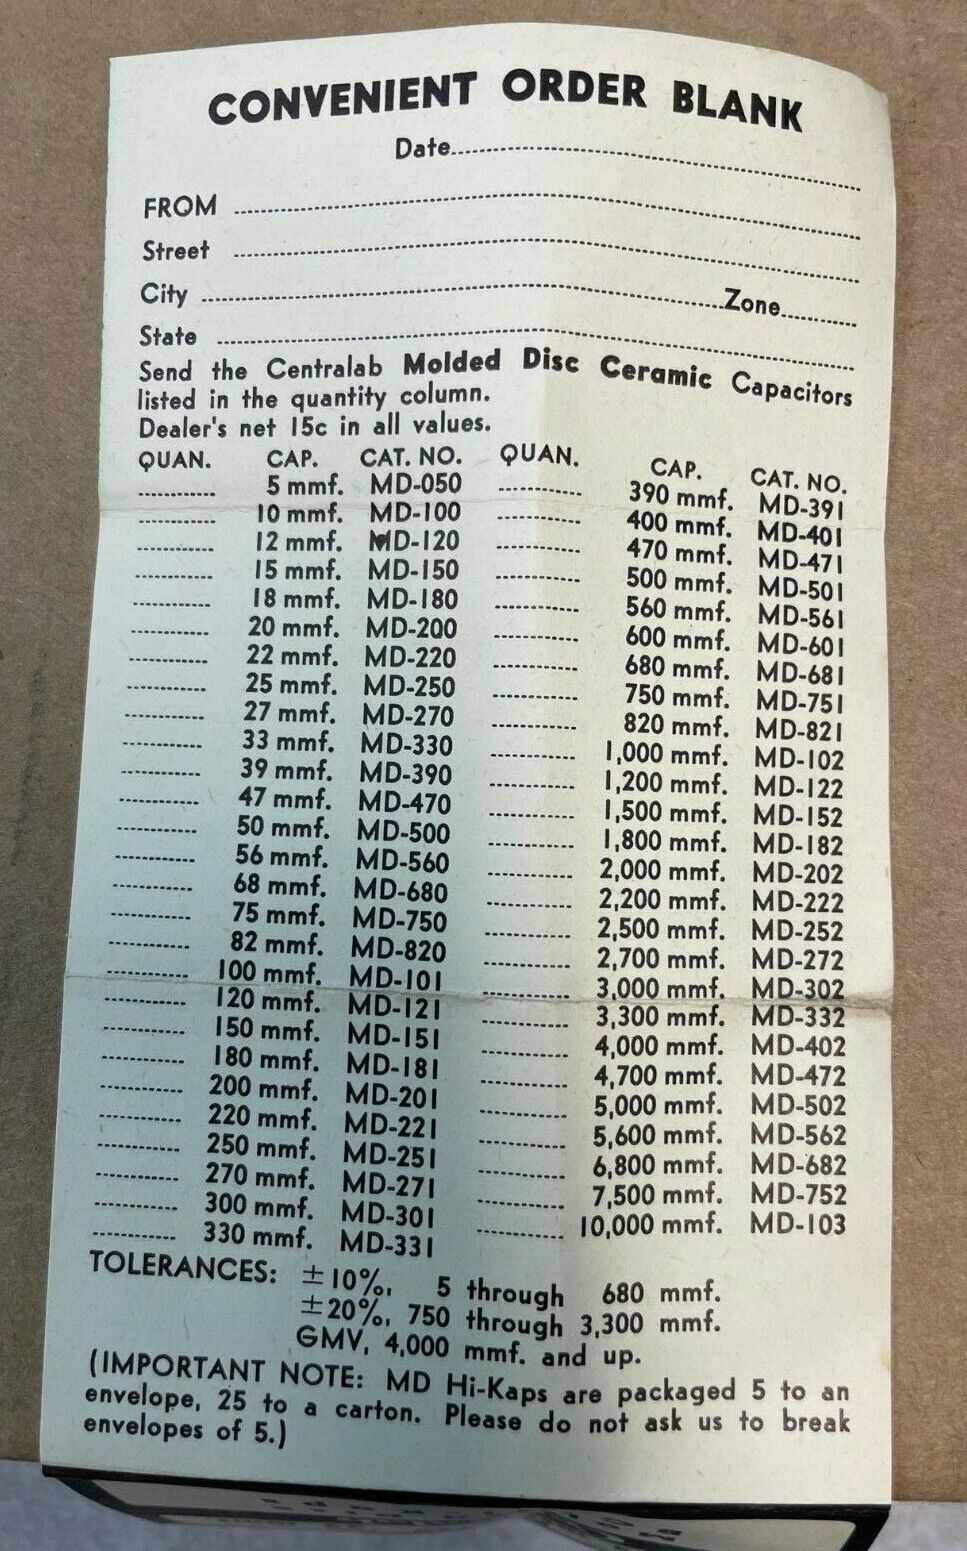 CONVENIENT ORDER BLANK
Date
FROM
Street
City Zone
State
Send the Centralab Molded Disc Ceramic Capacitors
listed in the quantity column.
Dealer's net 15c in all values.
QUAN. CAP. CAT. NO.
5 mmf. MD-050
10 mmf. MD-100
12 mmf. MD-120
15 mmf. MD-150
18 mmf. MD-180
20 mmf. MD-200
22 mmf. MD-220
25 mmf. MD-250
27 mmf. MD-270
33 mmf. MD-330
39 mmf. MD-390
47 mmf. MD-470
50 mmf. MD-500
56 mmf. MD-560
68 mmf. MD-680
75 mmf. MD-750
82 mmf. MD-820
100 mmf. MD-101
120 mmf. MD-121
150 mmf. MD-151
180 mmf. MD-181
200 mmf. MD-201
220 mmf. MD-221
250 mmf. MD-251
270 mmf. MD-271
300 mmf. MD-301
330 mmf. MD-331
QUAN. CAP. CAT. NO.
390 mmf. MD-391
400 mmf. MD-401
470 mmf. MD-471
500 mmf. MD-501
560 mmf. MD-561
600 mmf. MD-601
680 mmf. MD-681
750 mmf. MD-751
820 mmf. MD-821
1,000 mmf. MD-102
1,200 mmf. MD-122
1,500 mmf. MD-152
1,800 mmf. MD-182
2,000 mmf. MD-202
2,200 mmf. MD-222
2,500 mmf. MD-252
2,700 mmf. MD-272
3,000 mmf. MD-302
3,300 mmf. MD-332
4,000 mmf. MD-402
4,700 mmf. MD-472
5,000 mmf. MD-502
5,600 mmf. MD-562
6,800 mmf. MD-682
7,500 mmf. MD-752
10,000 mmf. MD-103
TOLERANCES: ±10%, 5 through 680 mmf.
±20%, 750 through 3,300 mmf.
GMV, 4,000 mmf. and up.
(IMPORTANT NOTE: MD Hi-Kaps are packaged 5 to an
envelope, 25 to a carton. Please do not ask us to break
envelopes of 5.)